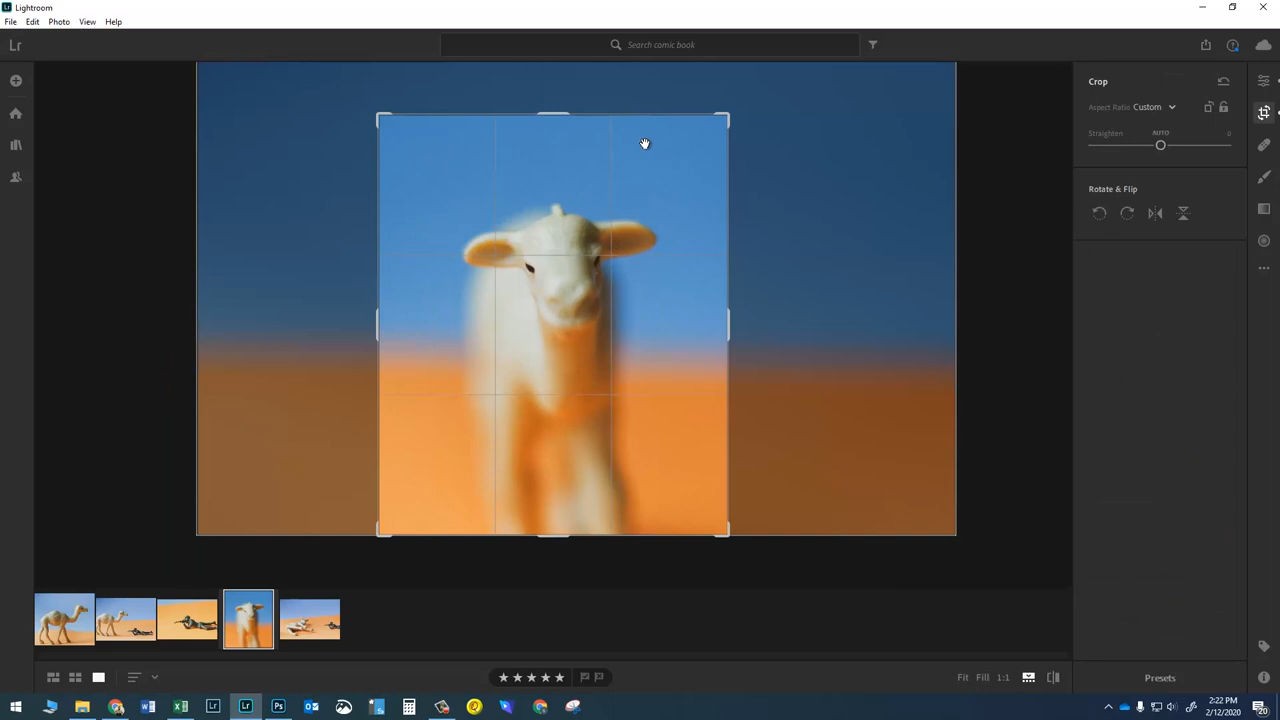 Lightroom
File Edit Photo View Help
Lr Search comic book
Crop
Aspect Ratio Custom
Straighten AUTO 0
Rotate & Flip
Fit Fill 1:1 Presets
2:22 PM
2/12/2020
20